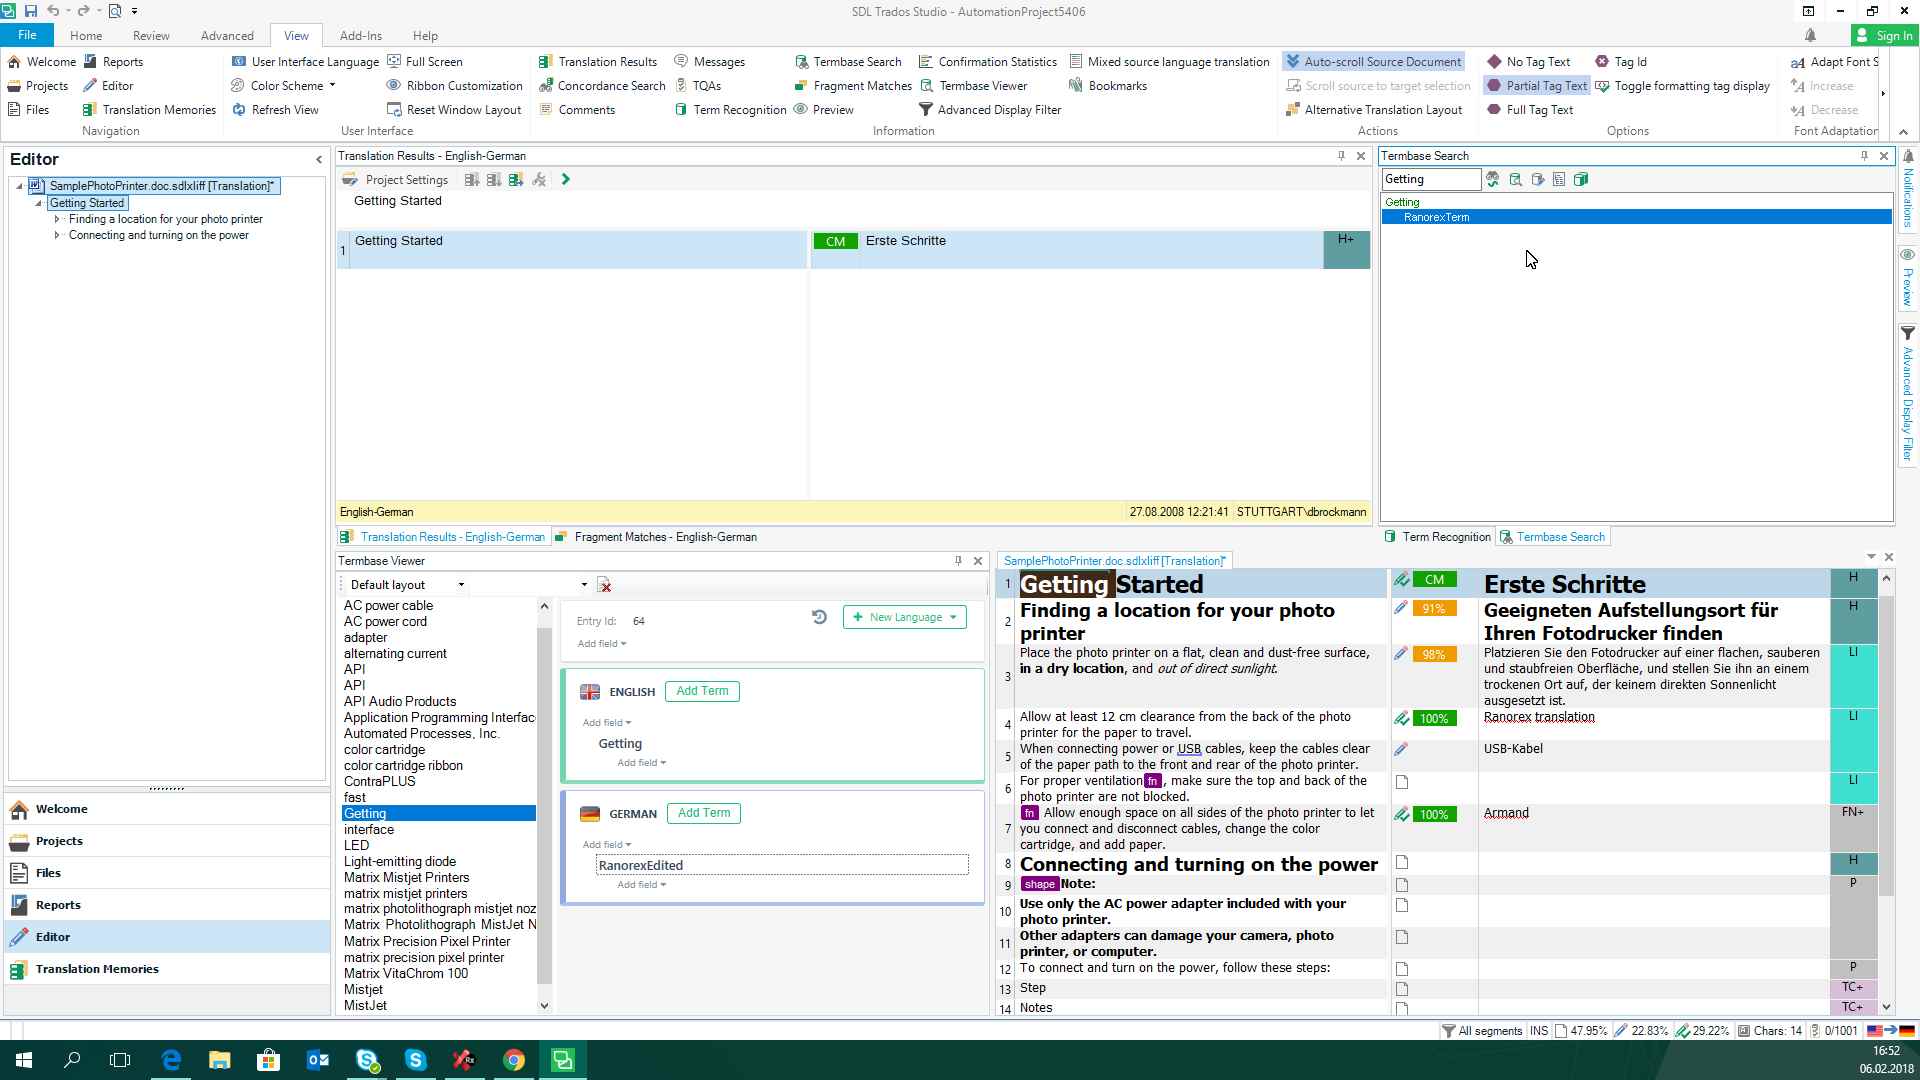 SDL Trados Studio - AutomationProject5406
File
Home
Review
Advanced
View
Add-Ins
Help
Sign In
Welcome
Reports
User Interface Language
Full Screen
Translation Results
Messages
Termbase Search
Confirmation Statistics
Mixed source language translation
Auto-scroll Source Document
No Tag Text
Tag Id
Adapt Font S
Projects
Editor
Color Scheme
Ribbon Customization
Concordance Search
TQAs
Fragment Matches
Termbase Viewer
Bookmarks
Scroll source to target selection
Partial Tag Text
Toggle formatting tag display
Increase
Files
Translation Memories
Refresh View
Reset Window Layout
Comments
Term Recognition
Preview
Advanced Display Filter
Alternative Translation Layout
Full Tag Text
Decrease
Navigation
User Interface
Information
Actions
Options
Font Adaptation
Editor
SamplePhotoPrinter.doc.sdlxliff [Translation]*
Getting Started
Finding a location for your photo printer
Connecting and turning on the power
Welcome
Projects
Files
Reports
Editor
Translation Memories
Translation Results - English-German
Project Settings
Getting Started
1
Getting Started
CM
Erste Schritte
H+
English-German
27.08.2008 12:21:41
STUTTGART\dbrockmann
Translation Results - English-German
Fragment Matches - English-German
Termbase Search
Getting
Getting
RanorexTerm
Term Recognition
Termbase Search
Notifications
Preview
Advanced Display Filter
Termbase Viewer
Default layout
AC power cable
AC power cord
adapter
alternating current
API
API
API Audio Products
Application Programming Interfac
Automated Processes, Inc.
color cartridge
color cartridge ribbon
ContraPLUS
fast
Getting
interface
LED
Light-emitting diode
Matrix Mistjet Printers
matrix mistjet printers
matrix photolithograph mistjet noz
Matrix Photolithograph MistJet N
Matrix Precision Pixel Printer
matrix precision pixel printer
Matrix VitaChrom 100
Mistjet
MistJet
Entry Id:
64
New Language
Add field
ENGLISH
Add Term
Add field
Getting
Add field
GERMAN
Add Term
Add field
RanorexEdited
Add field
SamplePhotoPrinter.doc.sdlxliff [Translation]*
1
Getting Started
CM
Erste Schritte
H
2
Finding a location for your photo
printer
91%
Geeigneten Aufstellungsort für
Ihren Fotodrucker finden
H
3
Place the photo printer on a flat, clean and dust-free surface,
in a dry location, and out of direct sunlight.
98%
Platzieren Sie den Fotodrucker auf einer flachen, sauberen
und staubfreien Oberfläche, und stellen Sie ihn an einem
trockenen Ort auf, der keinem direkten Sonnenlicht
ausgesetzt ist.
LI
4
Allow at least 12 cm clearance from the back of the photo
printer for the paper to travel.
100%
Ranorex translation
LI
5
When connecting power or USB cables, keep the cables clear
of the paper path to the front and rear of the photo printer.
USB-Kabel
6
For proper ventilation fn , make sure the top and back of the
photo printer are not blocked.
LI
7
fn Allow enough space on all sides of the photo printer to let
you connect and disconnect cables, change the color
cartridge, and add paper.
100%
Armand
FN+
8
Connecting and turning on the power
H
9
shape Note:
P
10
Use only the AC power adapter included with your
photo printer.
11
Other adapters can damage your camera, photo
printer, or computer.
12
To connect and turn on the power, follow these steps:
P
13
Step
TC+
14
Notes
TC+
All segments
INS
47.95%
22.83%
29.22%
Chars: 14
0/1001
16:52
06.02.2018